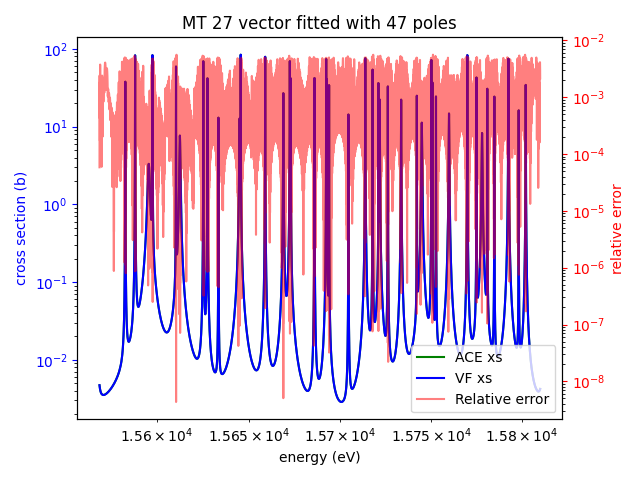 MT 27 vector fitted with 47 poles
10²
10¹
10⁰
10⁻¹
10⁻²
cross section (b)
10⁻²
10⁻³
10⁻⁴
10⁻⁵
10⁻⁶
10⁻⁷
10⁻⁸
relative error
ACE xs
VF xs
Relative error
1.56×10⁴ 1.565×10⁴ 1.57×10⁴ 1.575×10⁴ 1.58×10⁴
energy (eV)